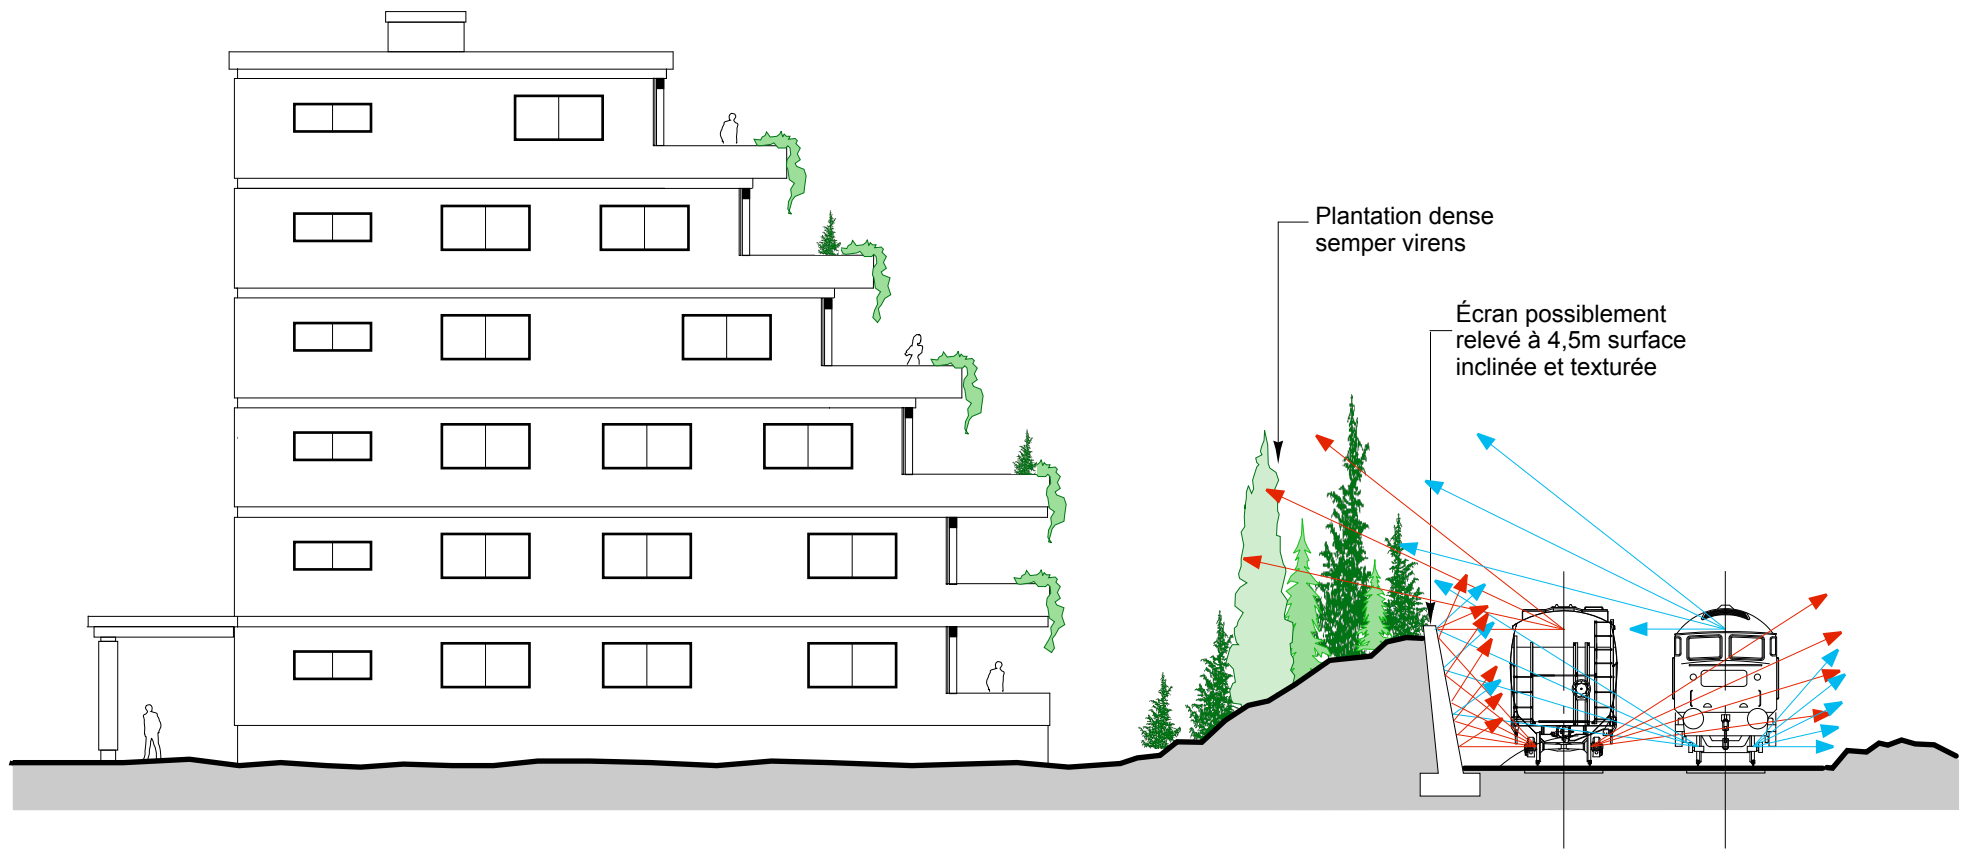 Plantation dense
semper virens
Écran possiblement
relevé à 4,5m surface
inclinée et texturée